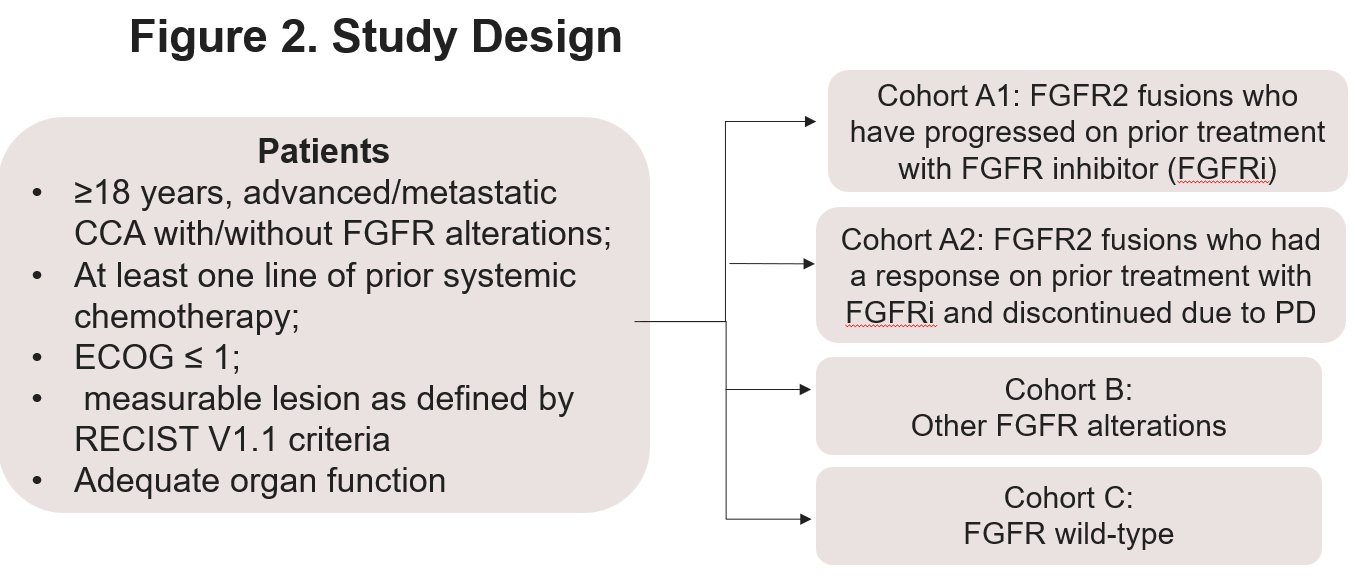 Figure 2. Study Design
Patients
• ≥18 years, advanced/metastatic
CCA with/without FGFR alterations;
• At least one line of prior systemic
chemotherapy;
• ECOG ≤ 1;
• measurable lesion as defined by
RECIST V1.1 criteria
• Adequate organ function
Cohort A1: FGFR2 fusions who
have progressed on prior treatment
with FGFR inhibitor (FGFRi)
Cohort A2: FGFR2 fusions who had
a response on prior treatment with
FGFRi and discontinued due to PD
Cohort B:
Other FGFR alterations
Cohort C:
FGFR wild-type